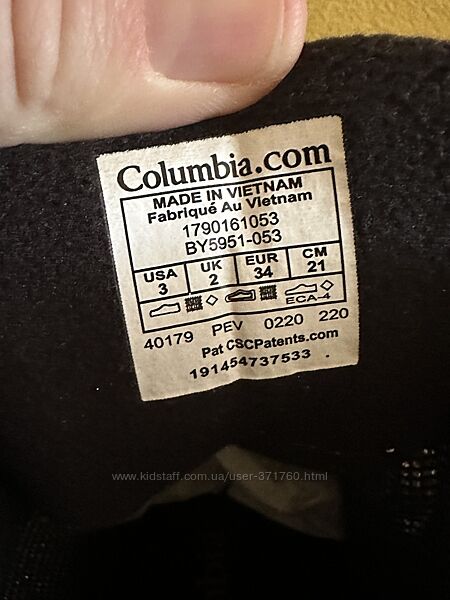 Columbia.com
MADE IN VIETNAM
Fabriqué Au Vietnam
1790161053
BY5951-053
USA UK EUR CM
3 2 34 21
ECA-4
40179 PEV 0220 220
Pat CSCPatents.com
191454737533 .
www.kidstaff.com.ua/user-371760.html